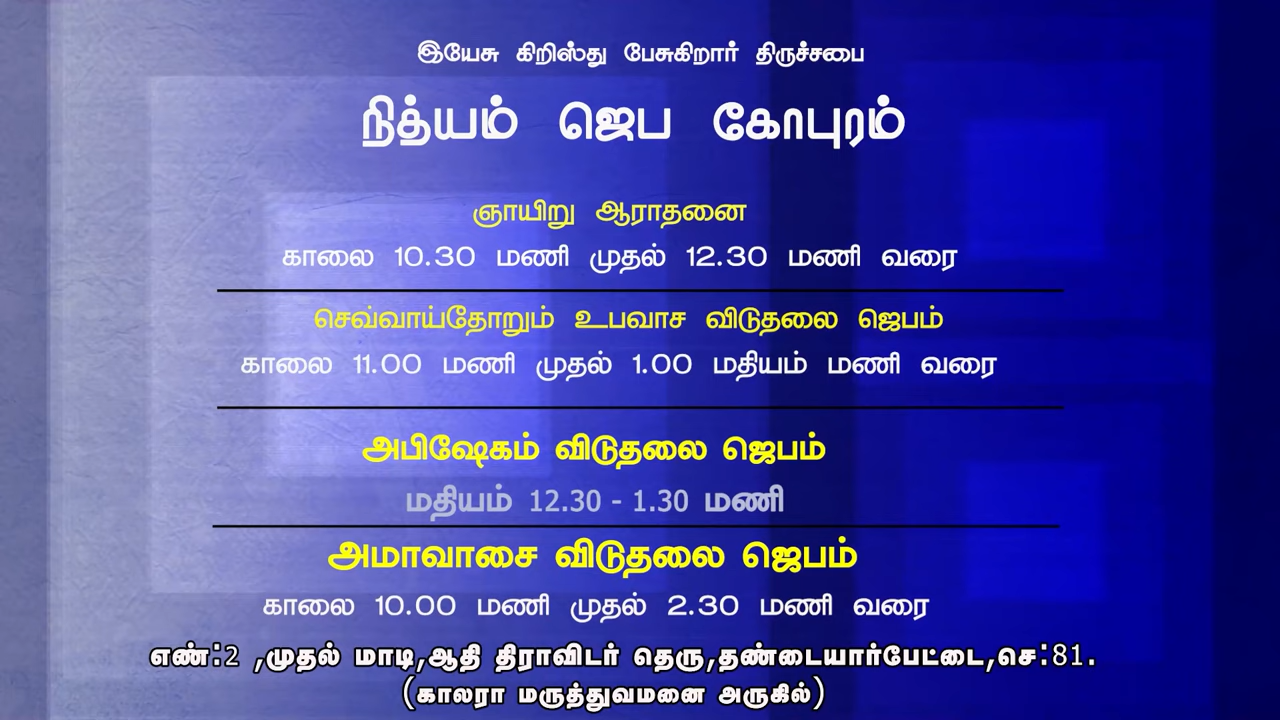 இயேசு கிறிஸ்து பேசுகிறார் திருச்சபை
நித்யம் ஜெப கோபுரம்
ஞாயிறு ஆராதனை
காலை 10.30 மணி முதல் 12.30 மணி வரை
செவ்வாய்தோறும் உபவாச விடுதலை ஜெபம்
காலை 11.00 மணி முதல் 1.00 மதியம் மணி வரை
அபிஷேகம் விடுதலை ஜெபம்
மதியம் 12.30 - 1.30 மணி
அமாவாசை விடுதலை ஜெபம்
காலை 10.00 மணி முதல் 2.30 மணி வரை
எண்:2 ,முதல் மாடி,ஆதி திராவிடர் தெரு,தண்டையார்பேட்டை,செ:81.
(காலரா மருத்துவமனை அருகில்)